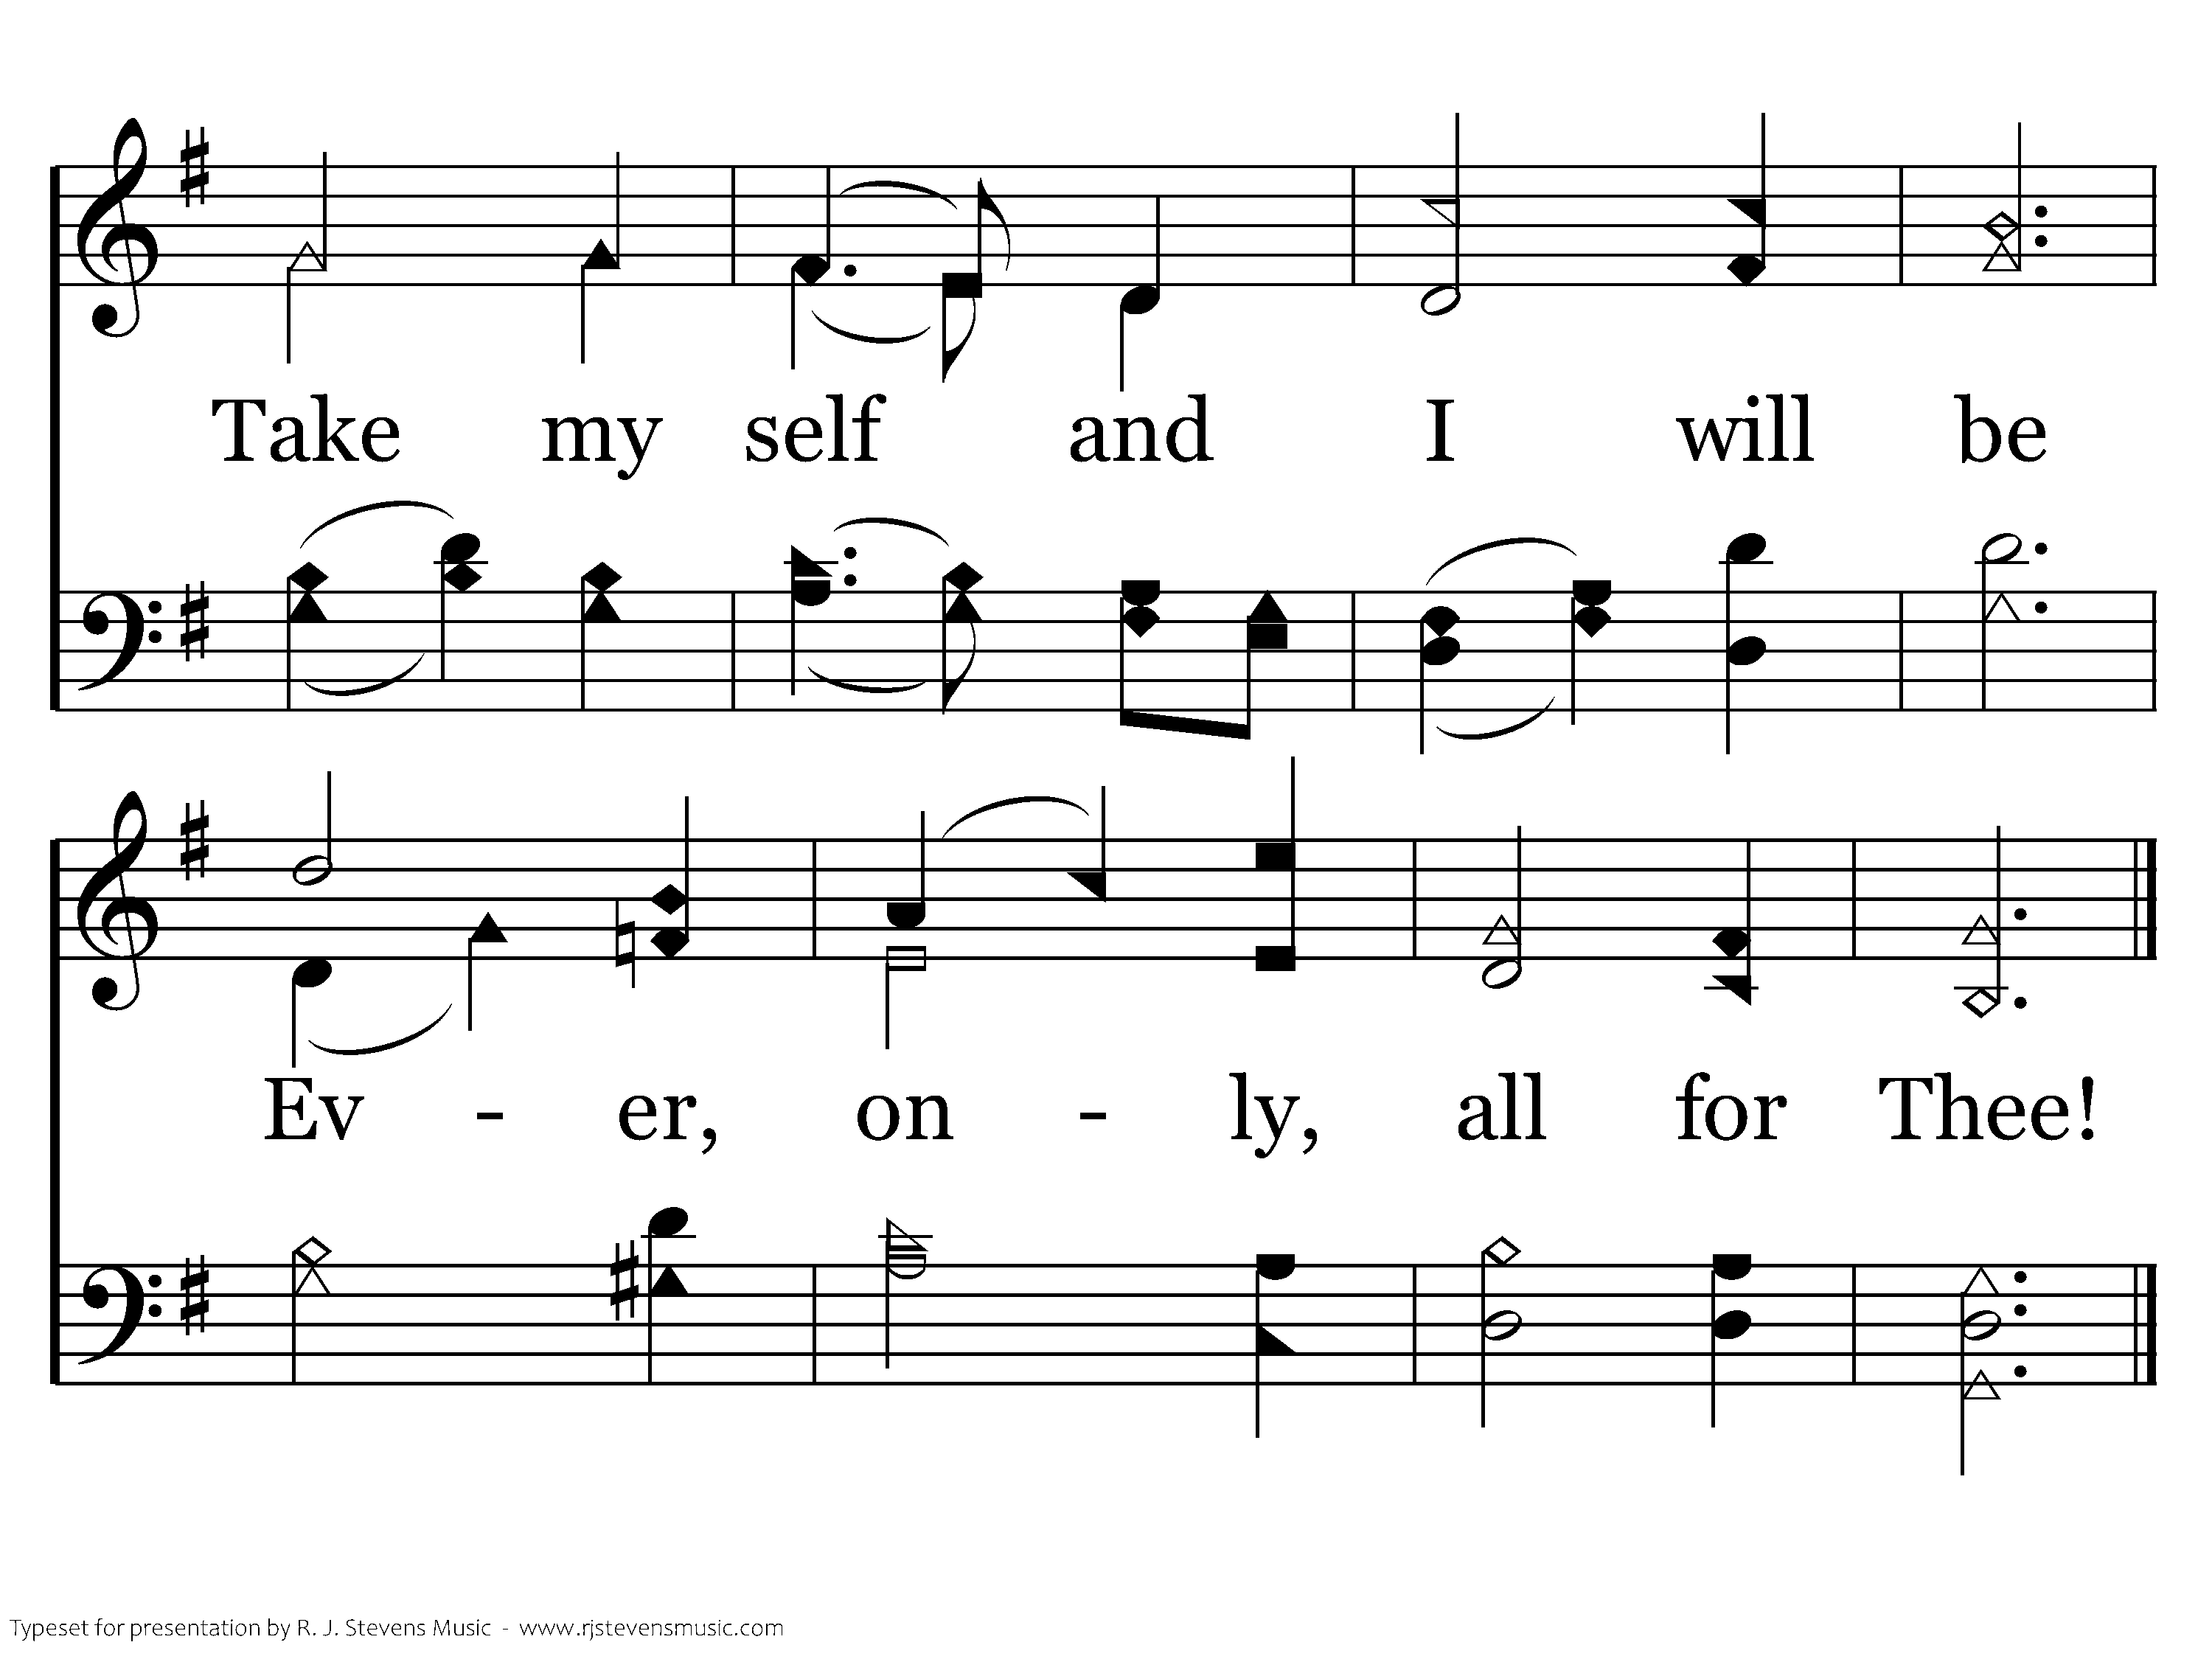 Take my self and I will be
Ev - er, on - ly, all for Thee!
Typeset for presentation by R. J. Stevens Music - www.rjstevensmusic.com